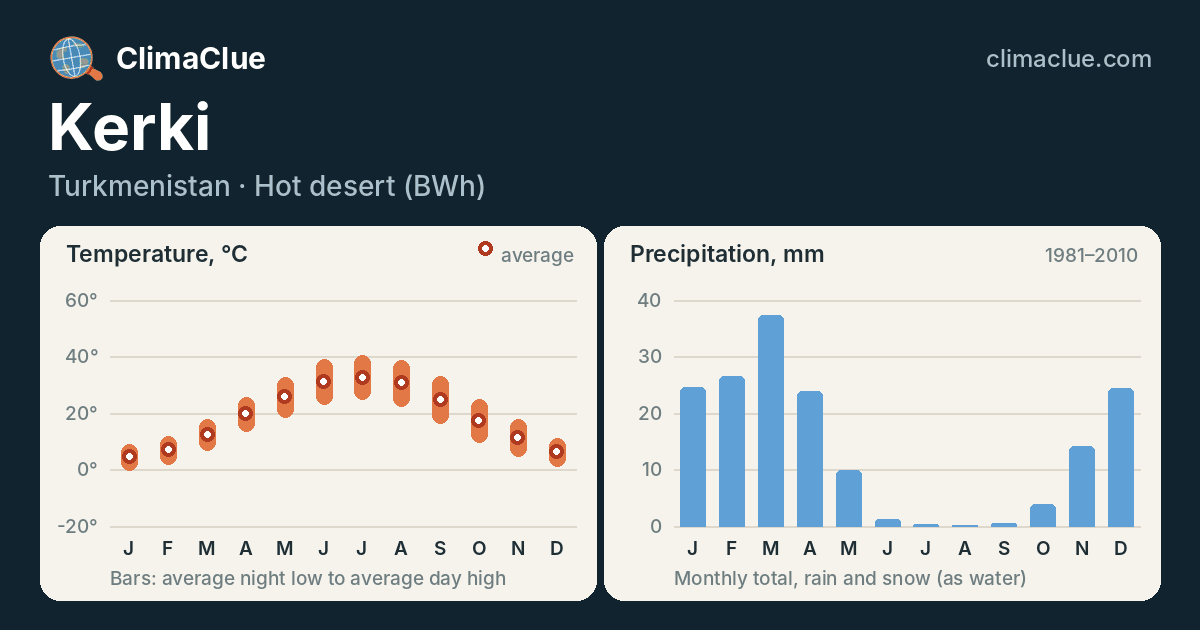 ClimaClue
climaclue.com
Kerki
Turkmenistan · Hot desert (BWh)
Temperature, °C
average
60°
40°
20°
0°
-20°
J F M A M J J A S O N D
Bars: average night low to average day high
Precipitation, mm
1981–2010
40
30
20
10
0
J F M A M J J A S O N D
Monthly total, rain and snow (as water)